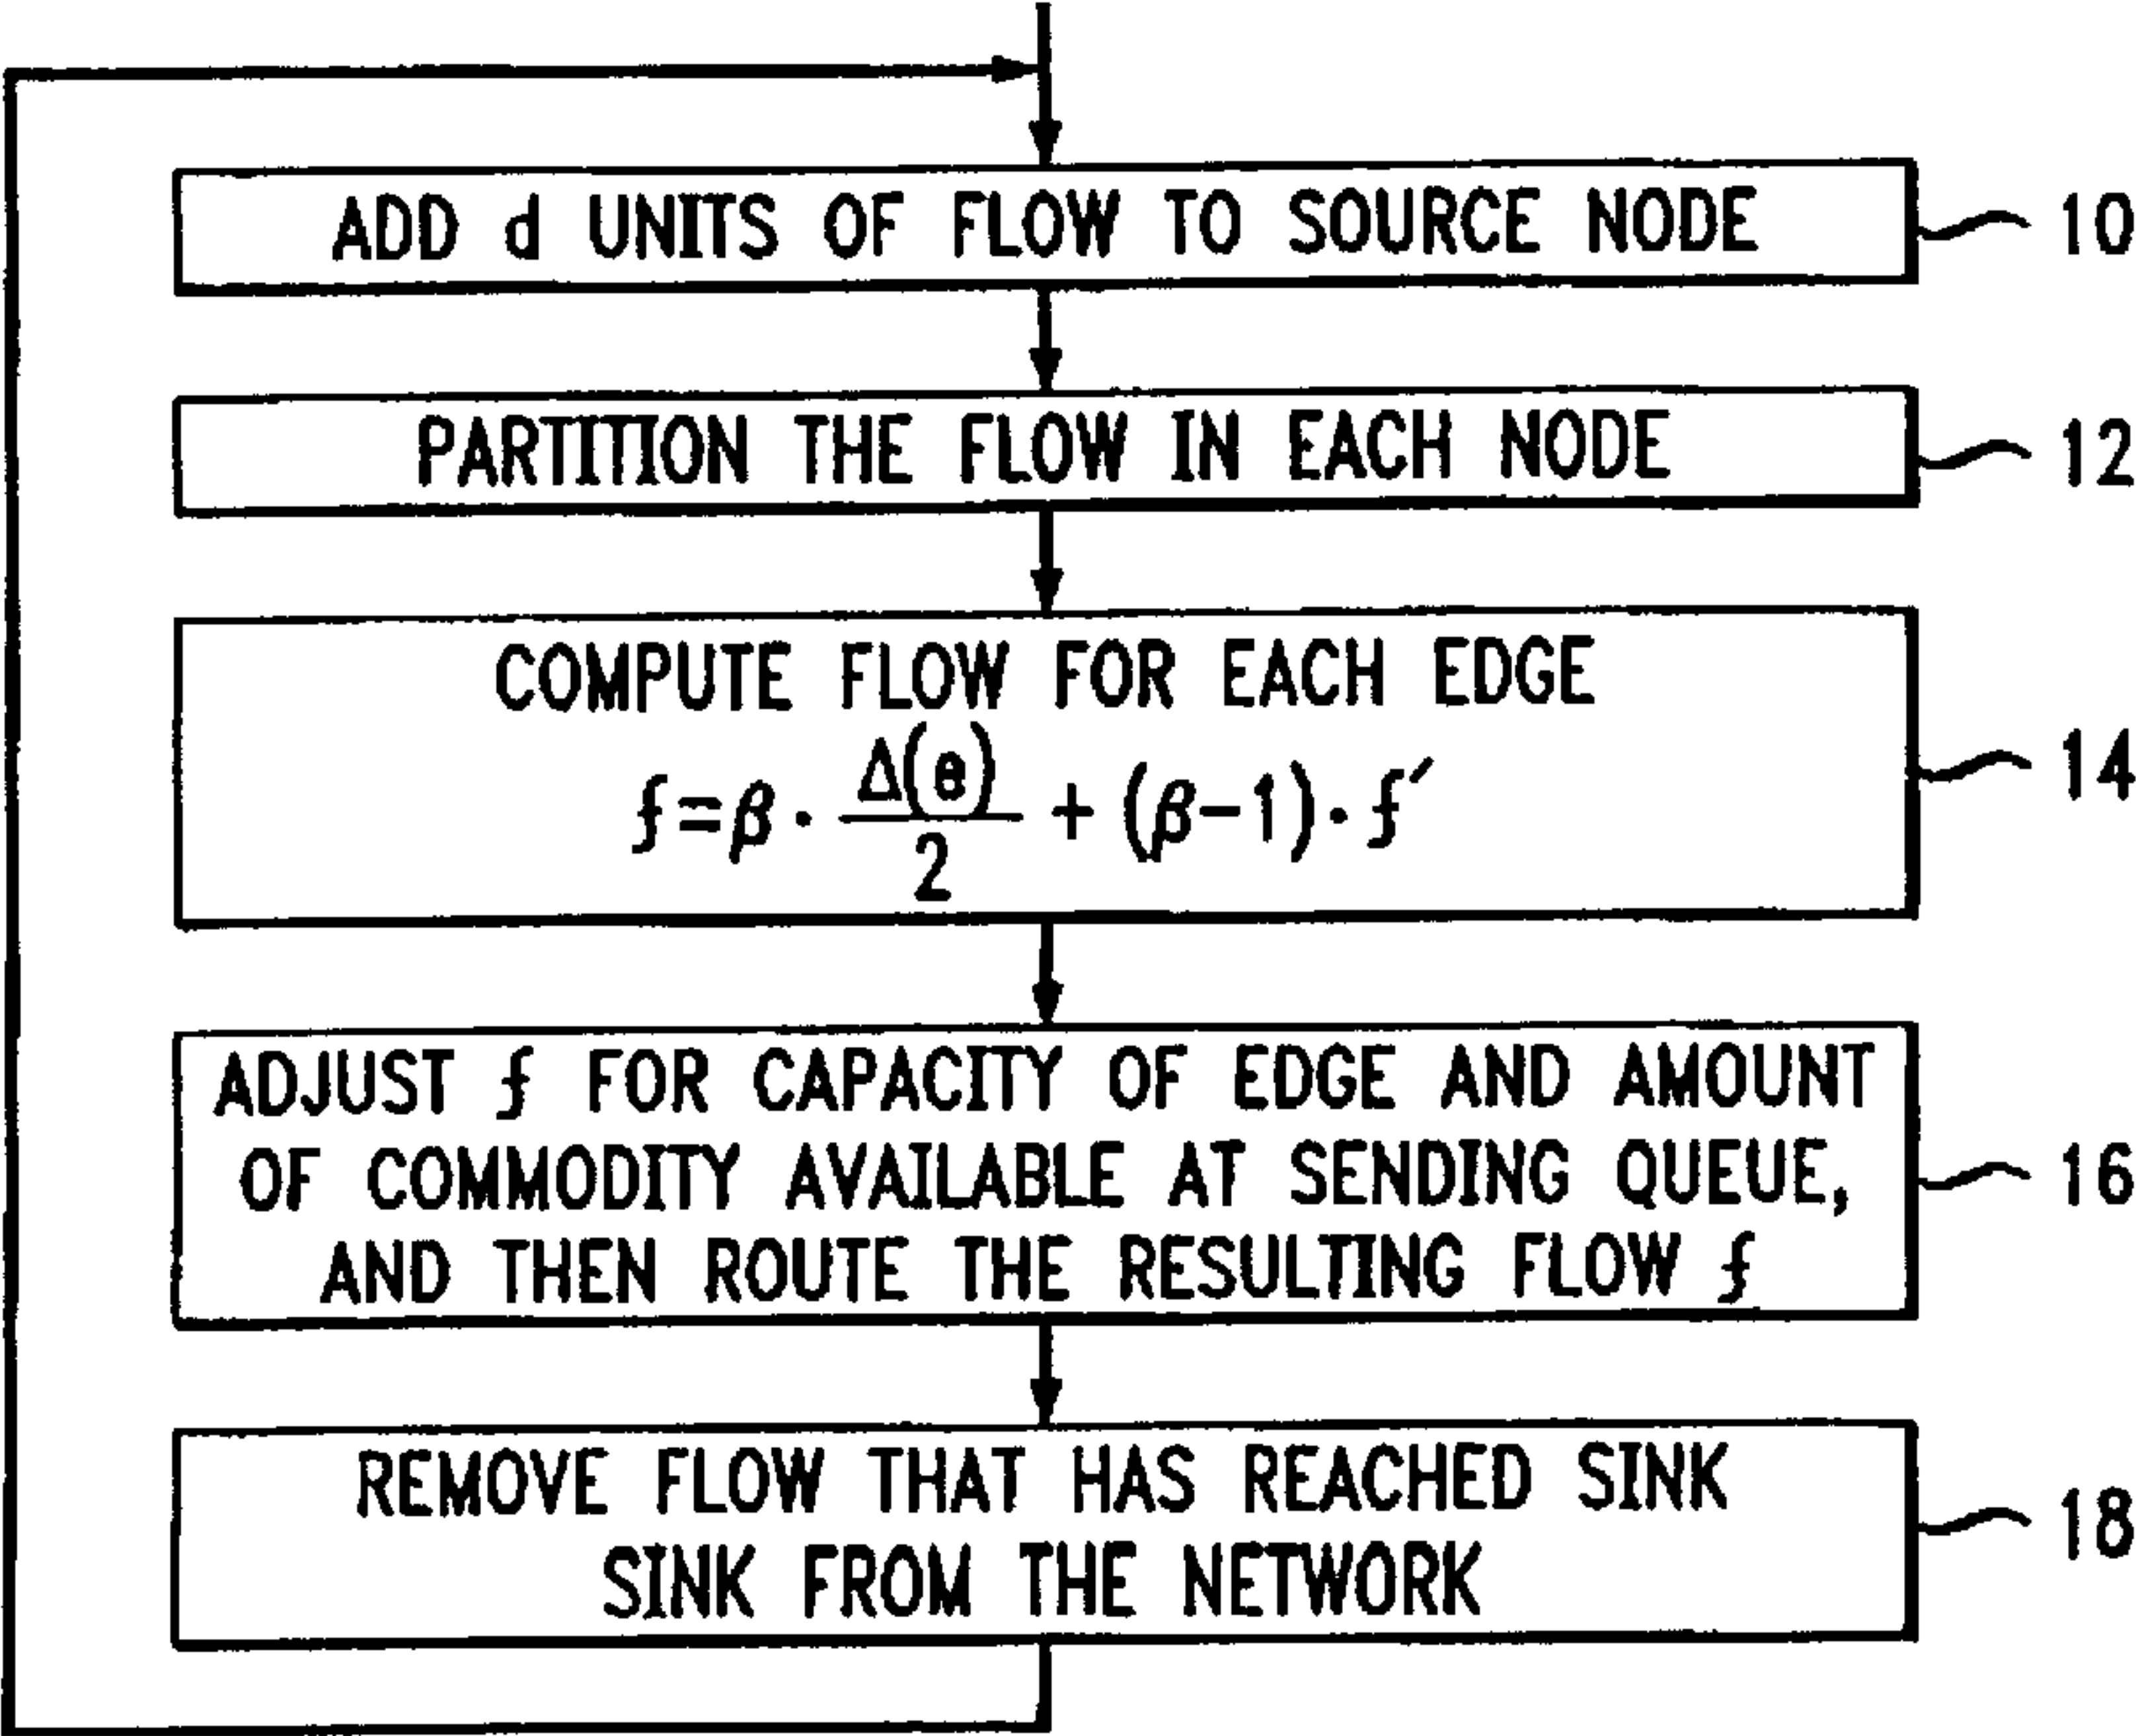 ADD d UNITS OF FLOW TO SOURCE NODE 10
PARTITION THE FLOW IN EACH NODE 12
COMPUTE FLOW FOR EACH EDGE
f=β·Δ(θ)/2+(β-1)·f′ 14
ADJUST f FOR CAPACITY OF EDGE AND AMOUNT
OF COMMODITY AVAILABLE AT SENDING QUEUE, 16
AND THEN ROUTE THE RESULTING FLOW f
REMOVE FLOW THAT HAS REACHED SINK
SINK FROM THE NETWORK 18